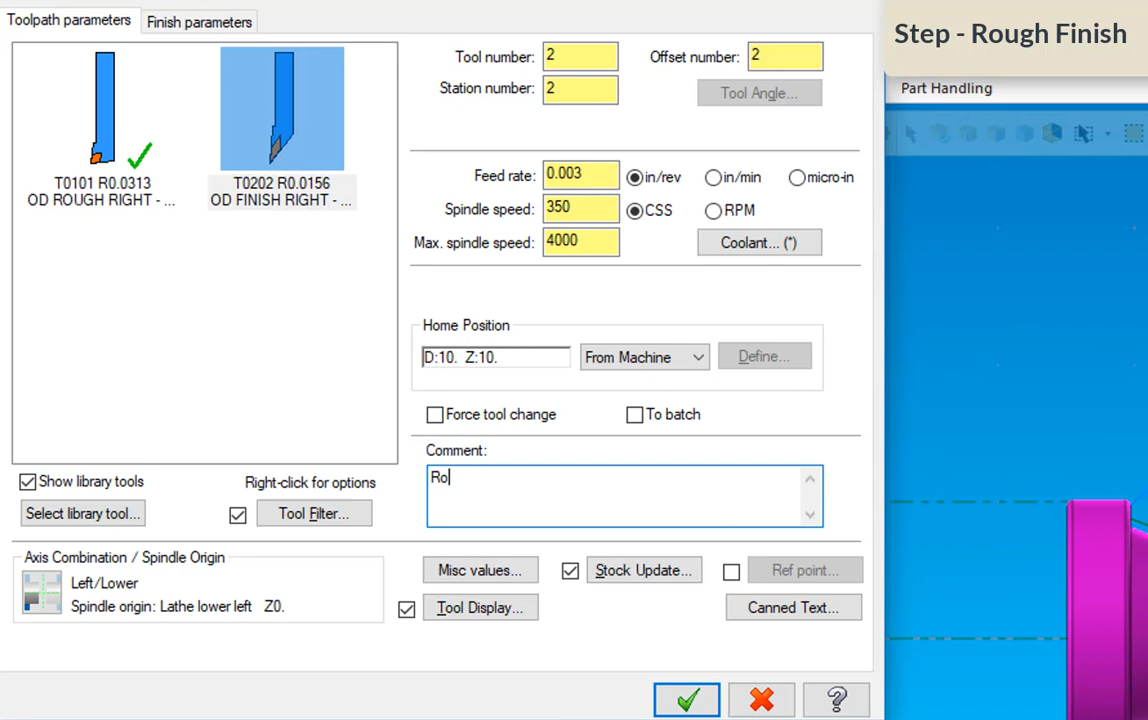 Toolpath parameters
Finish parameters
Step - Rough Finish
Part Handling
T0101 R0.0313
OD ROUGH RIGHT - ...
T0202 R0.0156
OD FINISH RIGHT - ...
Tool number: 2
Offset number: 2
Station number: 2
Tool Angle...
Feed rate: 0.003
in/rev
in/min
micro-in
Spindle speed: 350
CSS
RPM
Max. spindle speed: 4000
Coolant... (*)
Home Position
D:10. Z:10.
From Machine
Define...
Force tool change
To batch
Comment:
Ro
Show library tools
Right-click for options
Select library tool...
Tool Filter...
Axis Combination / Spindle Origin
Left/Lower
Spindle origin: Lathe lower left Z0.
Misc values...
Stock Update...
Ref point...
Tool Display...
Canned Text...